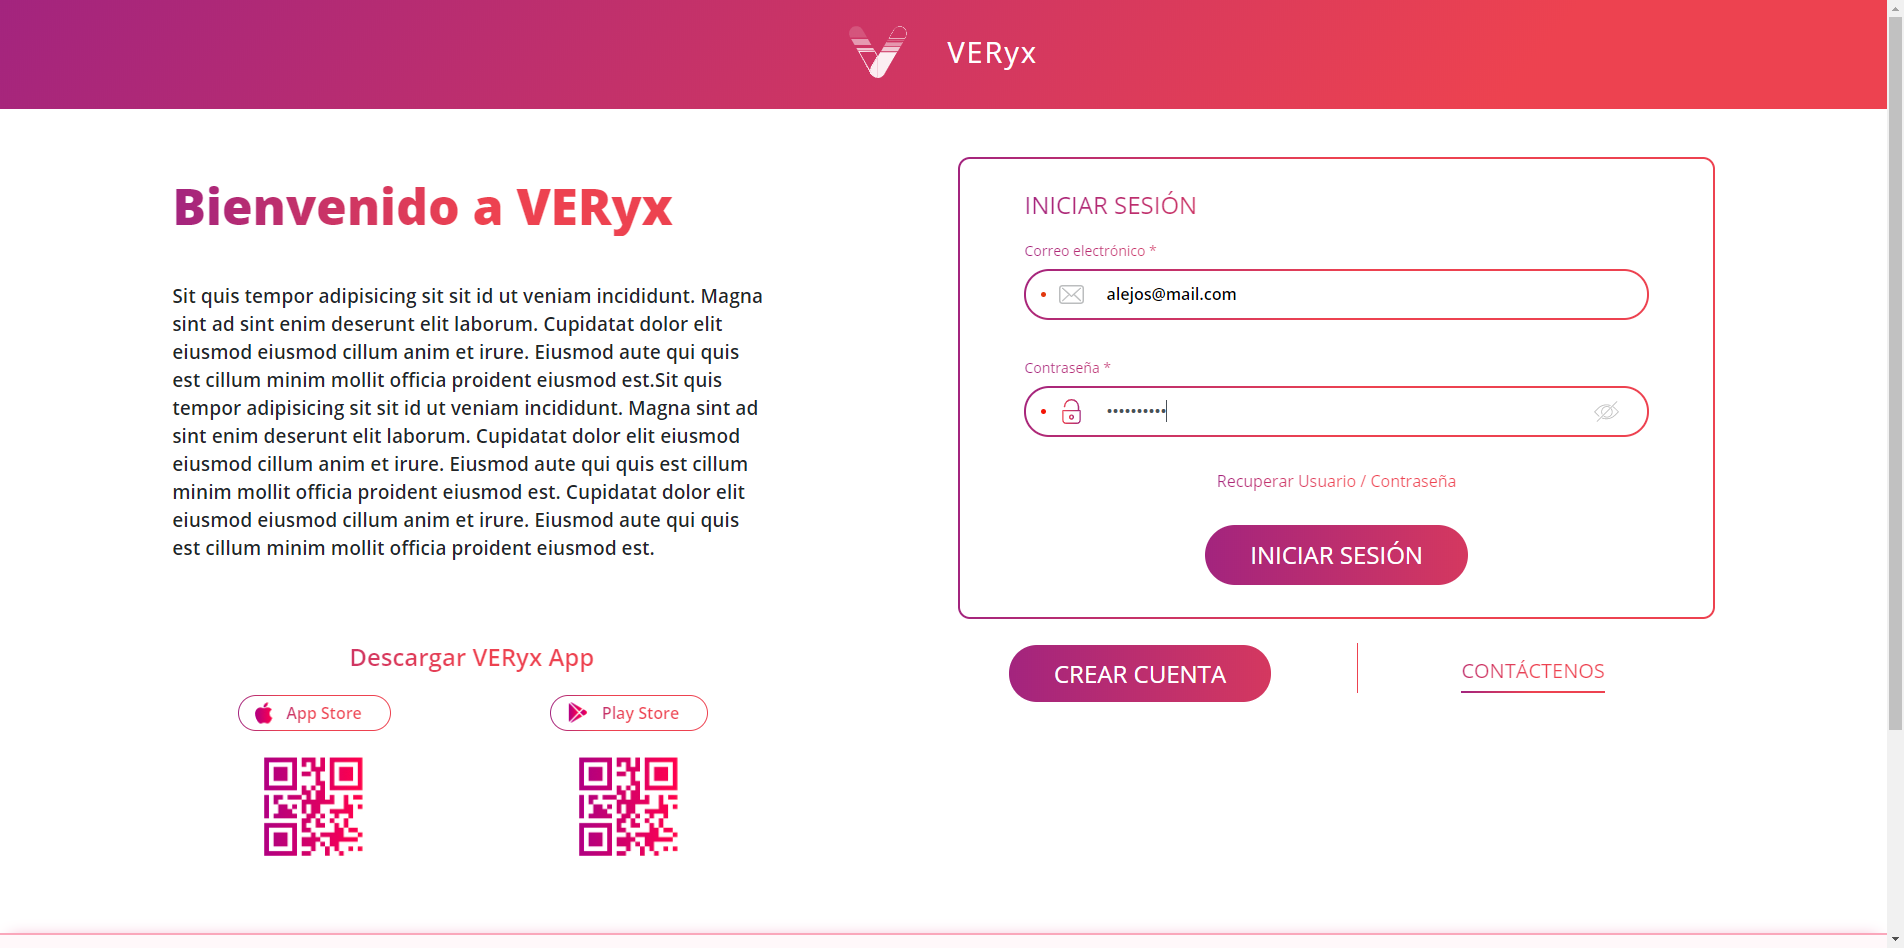 VERyx
Bienvenido a VERyx
Sit quis tempor adipisicing sit sit id ut veniam incididunt. Magna
sint ad sint enim deserunt elit laborum. Cupidatat dolor elit
eiusmod eiusmod cillum anim et irure. Eiusmod aute qui quis
est cillum minim mollit officia proident eiusmod est.Sit quis
tempor adipisicing sit sit id ut veniam incididunt. Magna sint ad
sint enim deserunt elit laborum. Cupidatat dolor elit eiusmod
eiusmod cillum anim et irure. Eiusmod aute qui quis est cillum
minim mollit officia proident eiusmod est. Cupidatat dolor elit
eiusmod eiusmod cillum anim et irure. Eiusmod aute qui quis
est cillum minim mollit officia proident eiusmod est.
Descargar VERyx App
App Store
Play Store
INICIAR SESIÓN
Correo electrónico *
alejos@mail.com
Contraseña *
••••••••••
Recuperar Usuario / Contraseña
INICIAR SESIÓN
CREAR CUENTA
CONTÁCTENOS